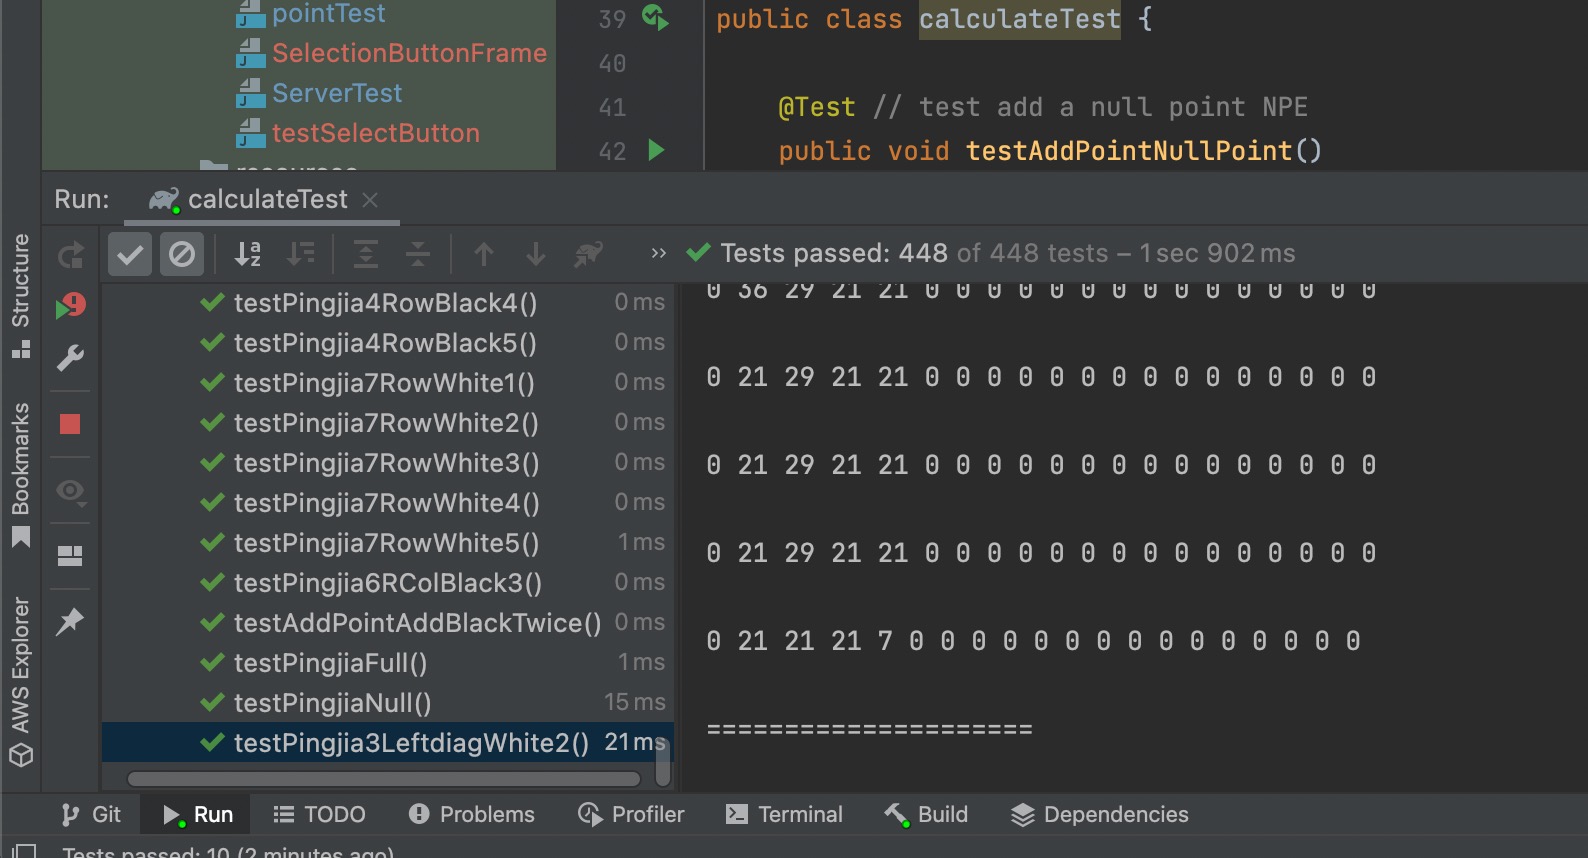 pointTest
SelectionButtonFrame
ServerTest
testSelectButton
resources
39 public class calculateTest {
40
41 @Test // test add a null point NPE
42 public void testAddPointNullPoint()
Run: calculateTest
Tests passed: 448 of 448 tests – 1 sec 902 ms
testPingjia4RowBlack4() 0 ms
testPingjia4RowBlack5() 0 ms
testPingjia7RowWhite1() 0 ms
testPingjia7RowWhite2() 0 ms
testPingjia7RowWhite3() 0 ms
testPingjia7RowWhite4() 0 ms
testPingjia7RowWhite5() 1 ms
testPingjia6RColBlack3() 0 ms
testAddPointAddBlackTwice() 0 ms
testPingjiaFull() 1 ms
testPingjiaNull() 15 ms
testPingjia3LeftdiagWhite2() 21 ms
0 36 29 21 21 0 0 0 0 0 0 0 0 0 0 0 0 0 0
0 21 29 21 21 0 0 0 0 0 0 0 0 0 0 0 0 0 0
0 21 29 21 21 0 0 0 0 0 0 0 0 0 0 0 0 0 0
0 21 29 21 21 0 0 0 0 0 0 0 0 0 0 0 0 0 0
0 21 21 21 7 0 0 0 0 0 0 0 0 0 0 0 0 0 0
=====================
Structure
Bookmarks
AWS Explorer
Git Run TODO Problems Profiler Terminal Build Dependencies
Tests passed: 10 (2 minutes ago)